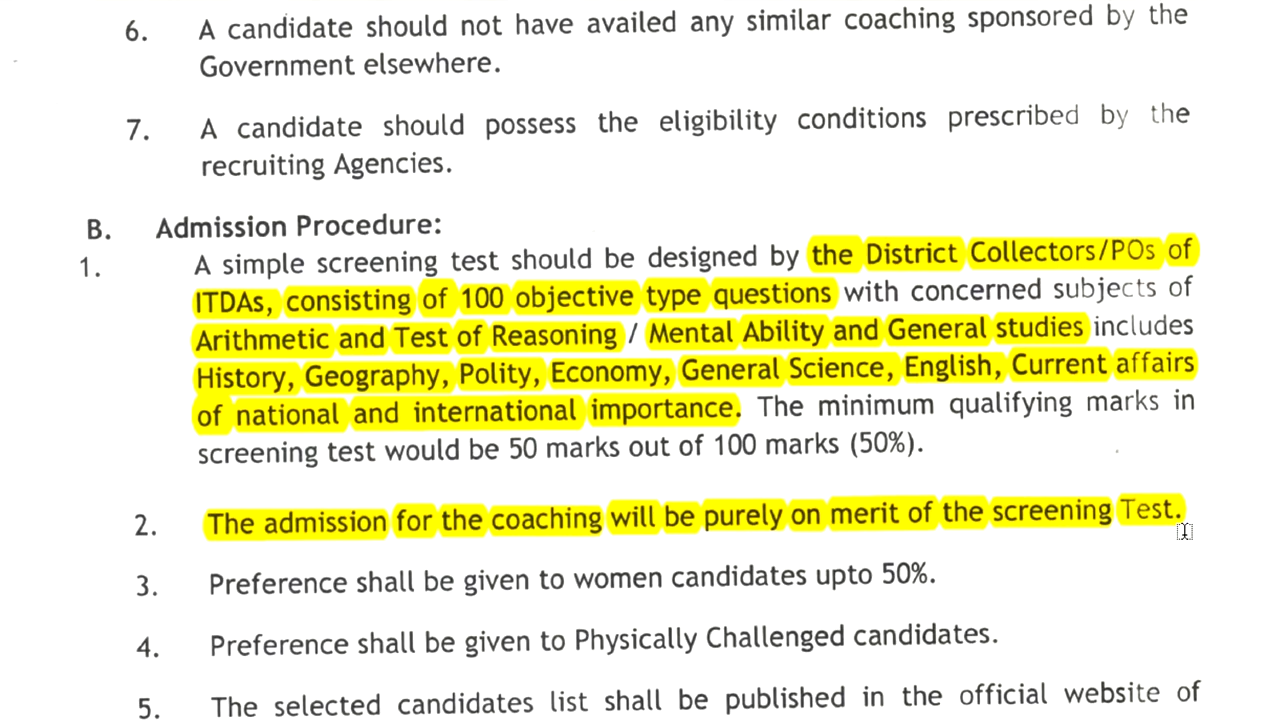 6. A candidate should not have availed any similar coaching sponsored by the
Government elsewhere.
7. A candidate should possess the eligibility conditions prescribed by the
recruiting Agencies.
B. Admission Procedure:
1. A simple screening test should be designed by the District Collectors/POs of
ITDAs, consisting of 100 objective type questions with concerned subjects of
Arithmetic and Test of Reasoning / Mental Ability and General studies includes
History, Geography, Polity, Economy, General Science, English, Current affairs
of national and international importance. The minimum qualifying marks in
screening test would be 50 marks out of 100 marks (50%).
2. The admission for the coaching will be purely on merit of the screening Test.
3. Preference shall be given to women candidates upto 50%.
4. Preference shall be given to Physically Challenged candidates.
5. The selected candidates list shall be published in the official website of